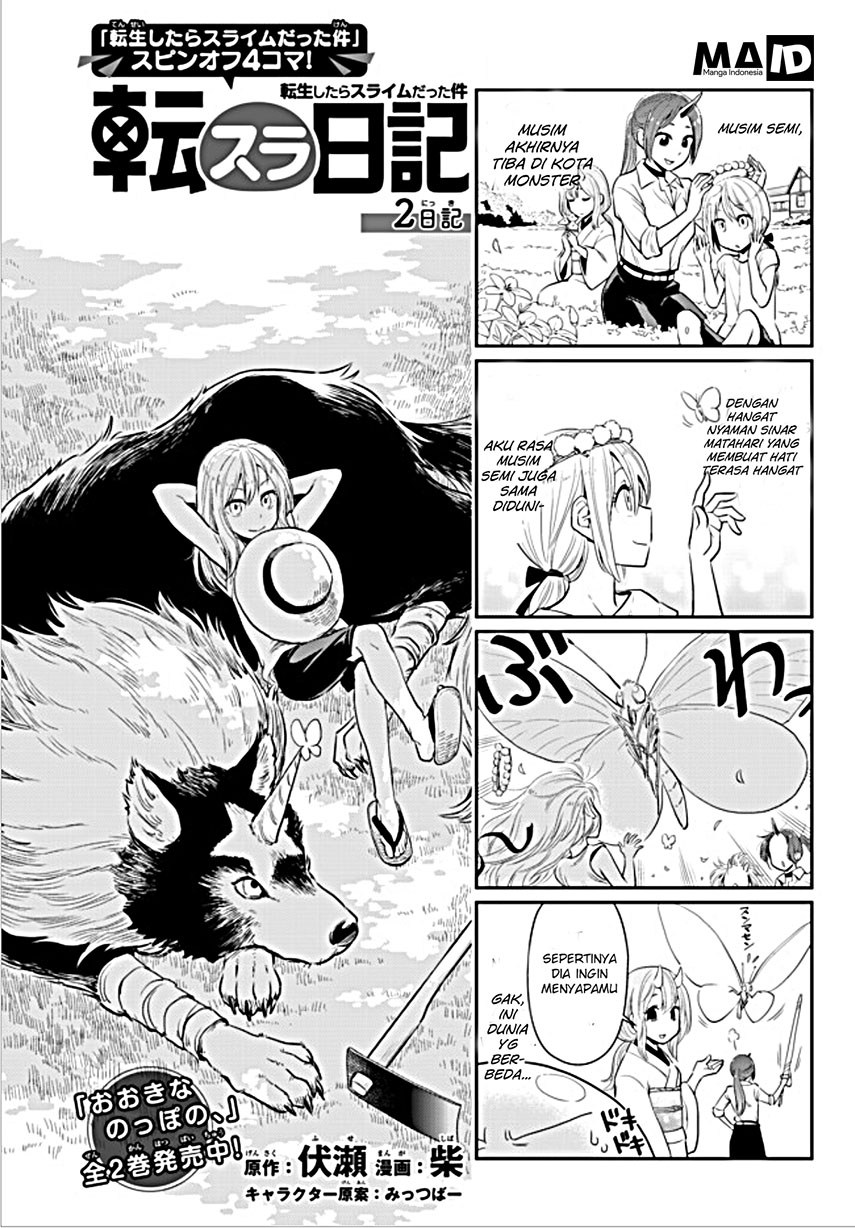 「転生したらスライムだった件」
スピンオフ4コマ!
転生したらスライムだった件
転スラ日記
2日記
「おおきな
のっぽの、」
全2巻発売中!
原作:伏瀬 漫画:柴
キャラクター原案:みっつばー
MAID
Manga Indonesia
MUSIM SEMI,
MUSIM
AKHIRNYA
TIBA DI KOTA
MONSTER
DENGAN
HANGAT
NYAMAN SINAR
MATAHARI YANG
MEMBUAT HATI
TERASA HANGAT
AKU RASA
MUSIM
SEMI JUGA
SAMA
DIDUNI-
ぶわっ
スンマセン
SEPERTINYA
DIA INGIN
MENYAPAMU
GAK,
INI
DUNIA
YG
BER-
BEDA...
ドキ
ドキ